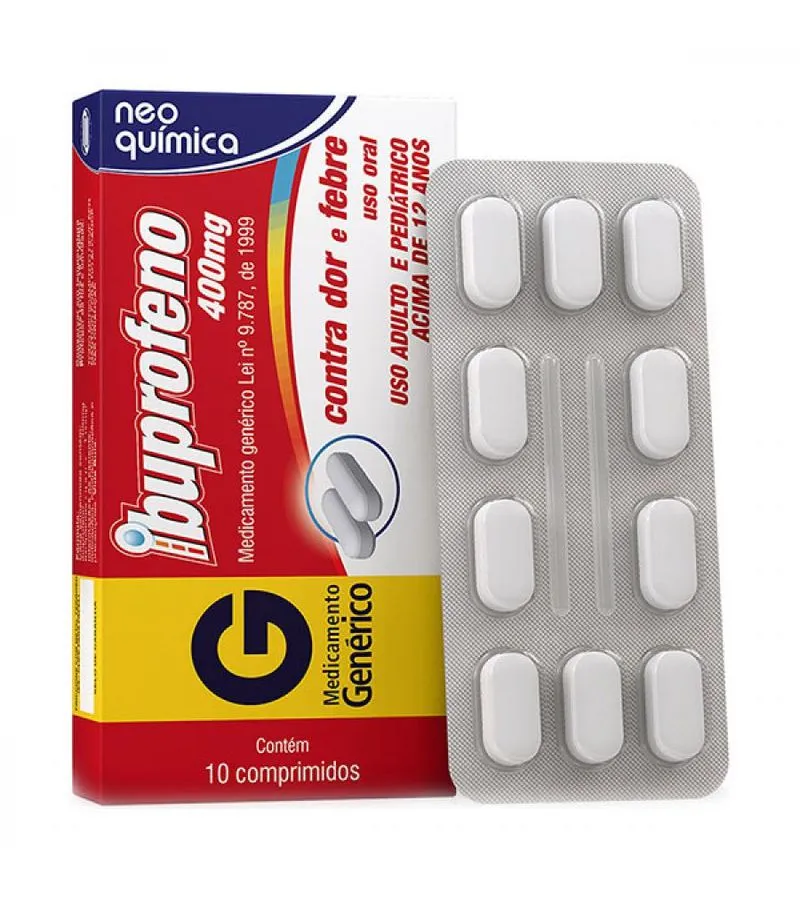 neo
química
ibuprofeno
400mg
Medicamento genérico Lei nº 9.787, de 1999
contra dor e febre
uso oral
USO ADULTO E PEDIÁTRICO
ACIMA DE 12 ANOS
G
Medicamento
Genérico
Contém
10 comprimidos